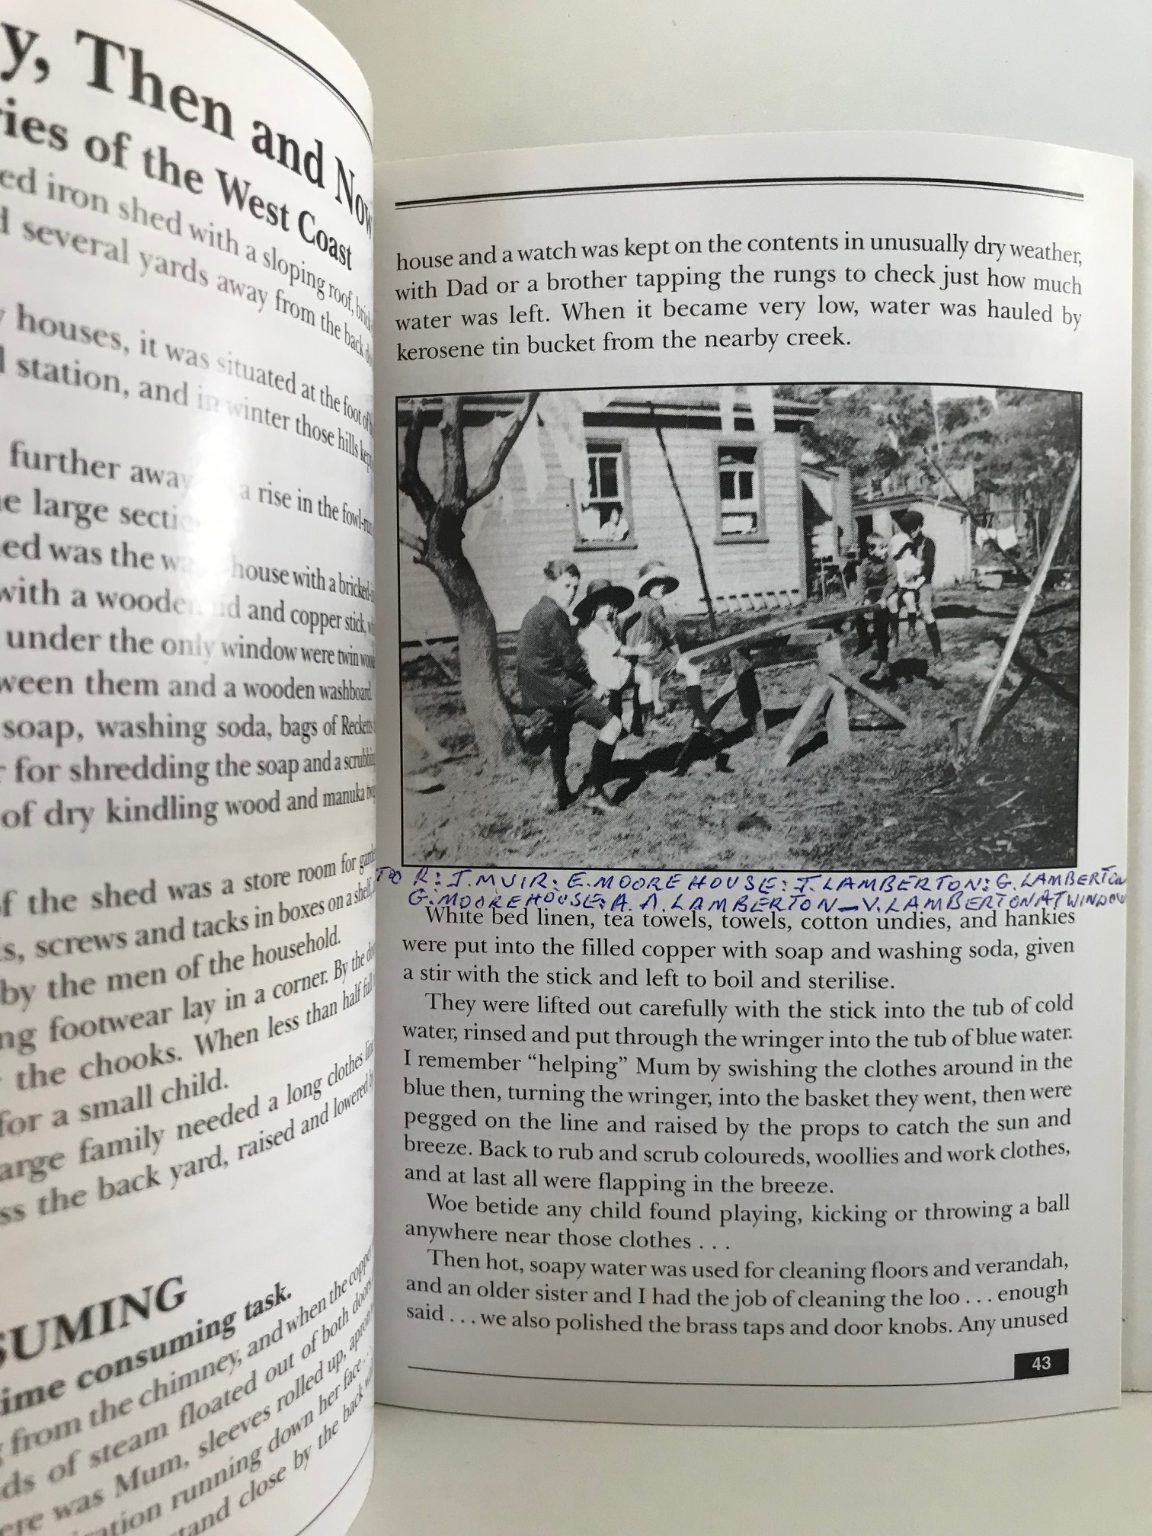 y, Then and Now
ries of the West Coast
ed iron shed with a sloping roof,
d several yards away from the back
houses, it was situated at the foot of
station, and in winter those hills kept
further away a rise in the fowl-run
e large
ed was the house with a bricked-
with a wooden lid and copper stick,
under the only window were twin
ween them and a wooden washboard
soap, washing soda, bags of Reckett
for shredding the soap and a scrubbing
of dry kindling wood and manuka
of the shed was a store room for
s, screws and tacks in boxes on a shelf
by the men of the household.
ng footwear lay in a corner. By the
the chooks. When less than half full
for a small child.
arge family needed a long clothes line
ss the back yard, raised and lowered
SUMING
ime consuming task.
from the chimney, and when the copper
ds of steam floated out of both doors
ere was Mum, sleeves rolled up,
ration running down her face
tand close by the back
house and a watch was kept on the contents in unusually dry weather,
with Dad or a brother tapping the rungs to check just how much
water was left. When it became very low, water was hauled by
kerosene tin bucket from the nearby creek.
TO R: J. MUIR: E. MOOREHOUSE: J. LAMBERTON: G. LAMBERTON
G. MOOREHOUSE: A. A. LAMBERTON – V. LAMBERTON AT WINDOW
White bed linen, tea towels, towels, cotton undies, and hankies
were put into the filled copper with soap and washing soda, given
a stir with the stick and left to boil and sterilise.
They were lifted out carefully with the stick into the tub of cold
water, rinsed and put through the wringer into the tub of blue water.
I remember “helping” Mum by swishing the clothes around in the
blue then, turning the wringer, into the basket they went, then were
pegged on the line and raised by the props to catch the sun and
breeze. Back to rub and scrub coloureds, woollies and work clothes,
and at last all were flapping in the breeze.
Woe betide any child found playing, kicking or throwing a ball
anywhere near those clothes . . .
Then hot, soapy water was used for cleaning floors and verandah,
and an older sister and I had the job of cleaning the loo . . . enough
said . . . we also polished the brass taps and door knobs. Any unused
43